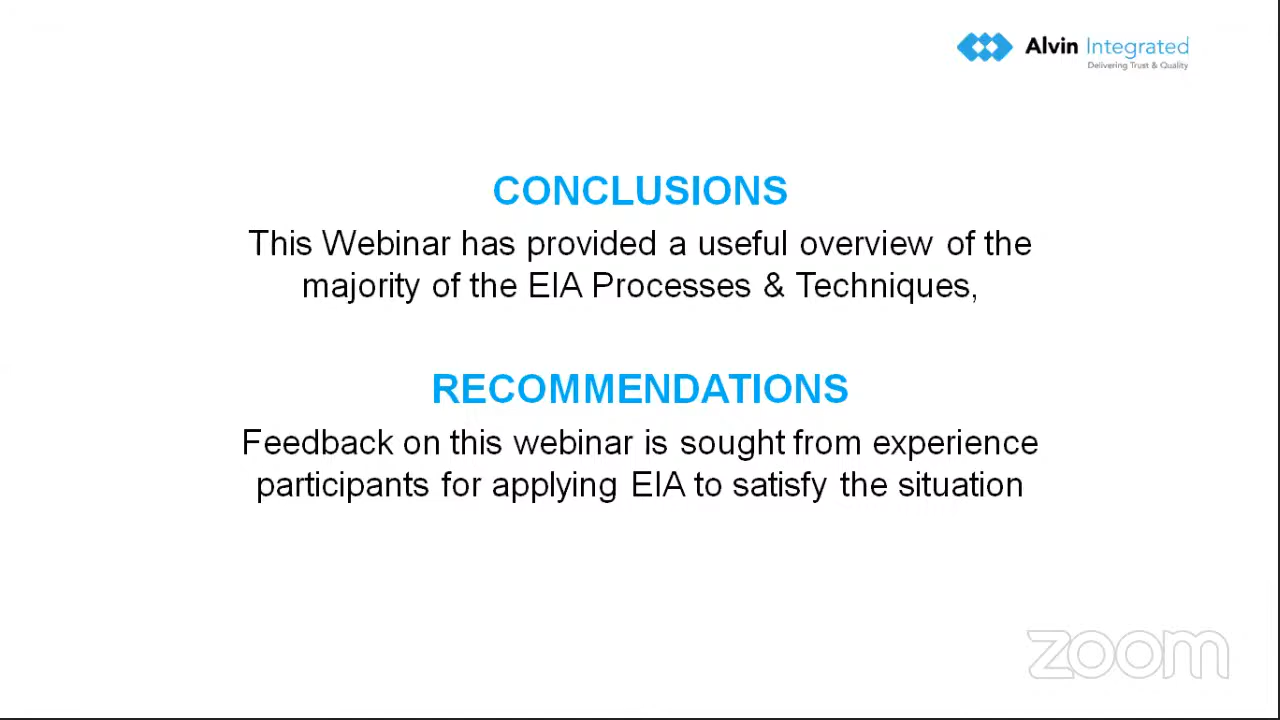 Alvin Integrated
Delivering Trust & Quality
CONCLUSIONS
This Webinar has provided a useful overview of the
majority of the EIA Processes & Techniques,
RECOMMENDATIONS
Feedback on this webinar is sought from experience
participants for applying EIA to satisfy the situation
zoom